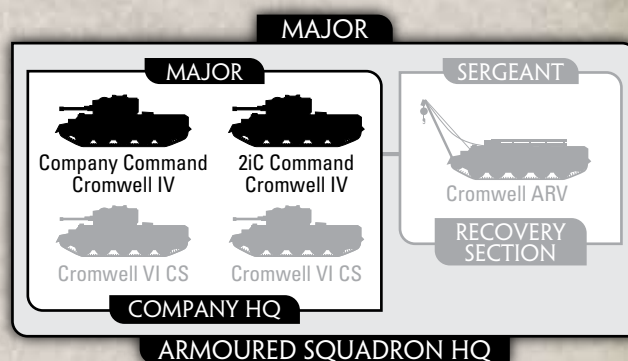 MAJOR
MAJOR
Company Command
Cromwell IV
2iC Command
Cromwell IV
Cromwell VI CS
Cromwell VI CS
COMPANY HQ
SERGEANT
Cromwell ARV
RECOVERY
SECTION
ARMOURED SQUADRON HQ